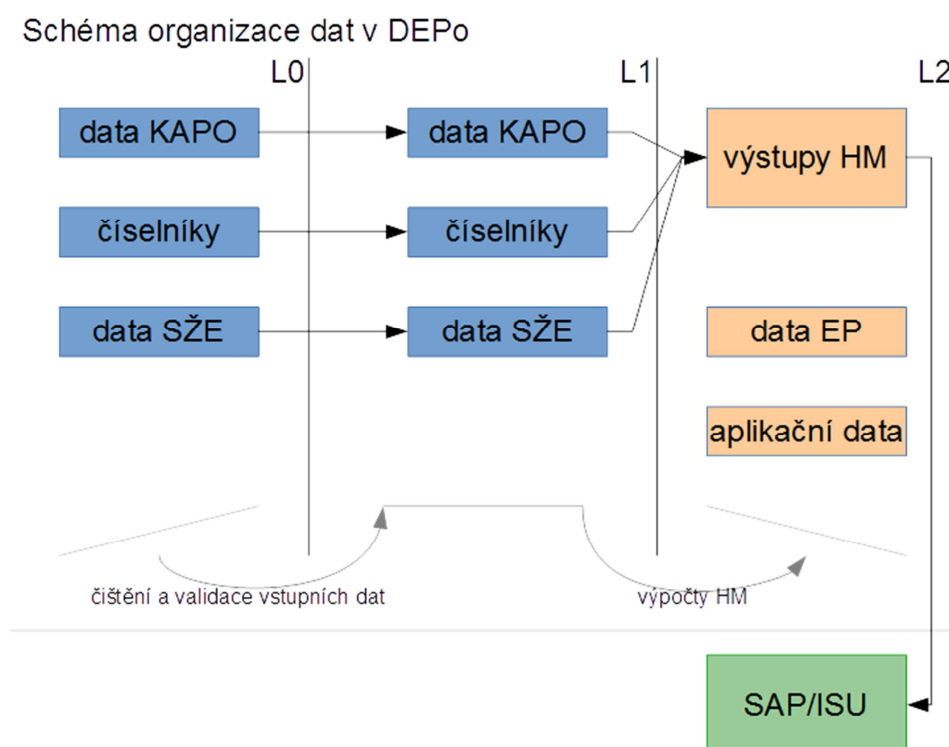 Schéma organizace dat v DEPo
L0
L1
L2
data KAPO
data KAPO
výstupy HM
číselníky
číselníky
data SŽE
data SŽE
data EP
aplikační data
čištění a validace vstupních dat
výpočty HM
SAP/ISU